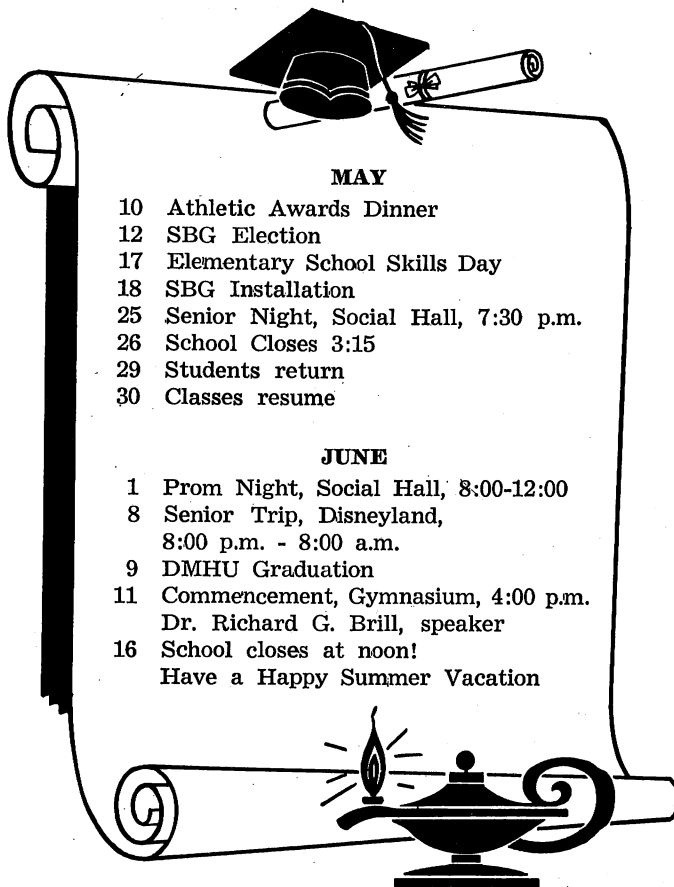 MAY
10 Athletic Awards Dinner
12 SBG Election
17 Elementary School Skills Day
18 SBG Installation
25 Senior Night, Social Hall, 7:30 p.m.
26 School Closes 3:15
29 Students return
30 Classes resume
JUNE
1 Prom Night, Social Hall, 8:00-12:00
8 Senior Trip, Disneyland,
8:00 p.m. - 8:00 a.m.
9 DMHU Graduation
11 Commencement, Gymnasium, 4:00 p.m.
Dr. Richard G. Brill, speaker
16 School closes at noon!
Have a Happy Summer Vacation